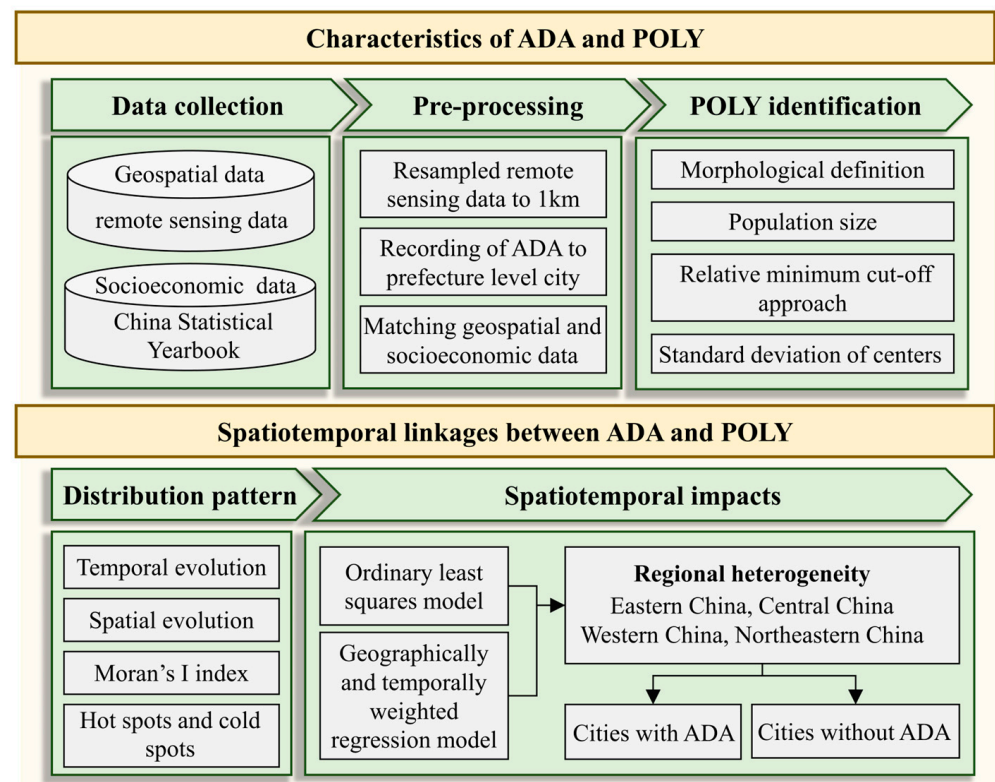 Characteristics of ADA and POLY
Data collection
Pre-processing
POLY identification
Geospatial data
remote sensing data
Socioeconomic data
China Statistical
Yearbook
Resampled remote
sensing data to 1km
Recording of ADA to
prefecture level city
Matching geospatial and
socioeconomic data
Morphological definition
Population size
Relative minimum cut-off
approach
Standard deviation of centers
Spatiotemporal linkages between ADA and POLY
Distribution pattern
Spatiotemporal impacts
Temporal evolution
Spatial evolution
Moran's I index
Hot spots and cold
spots
Ordinary least
squares model
Geographically
and temporally
weighted
regression model
Regional heterogeneity
Eastern China, Central China
Western China, Northeastern China
Cities with ADA
Cities without ADA